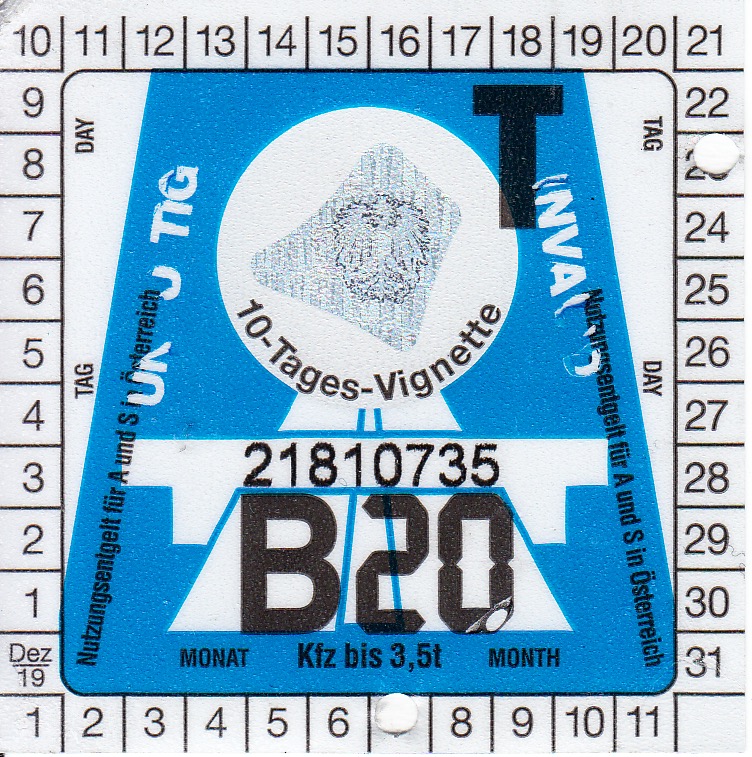 10 11 12 13 14 15 16 17 18 19 20 21
9 22
DAY TAG
T
8
7 24
6 25
5 26
4 27
3 28
2 29
1 30
Dez 19 31
1 2 3 4 5 6 8 9 10 11
10-Tages-Vignette
TAG DAY
Nutzungsentgelt für A und S in Österreich
Nutzungsentgelt für A und S in Österreich
21810735
B20
MONAT Kfz bis 3,5t MONTH